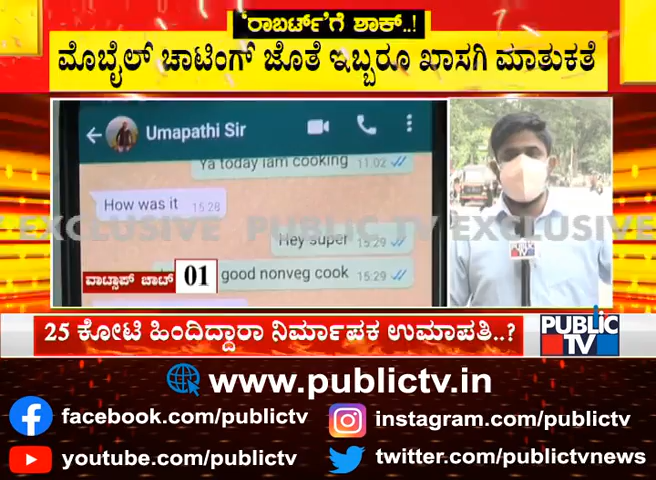 'ರಾಬರ್ಟ್'ಗೆ ಶಾಕ್..!
ಮೊಬೈಲ್ ಚಾಟಿಂಗ್ ಜೊತೆ ಇಬ್ಬರೂ ಖಾಸಗಿ ಮಾತುಕತೆ
Umapathi Sir
Ya today iam cooking 11:02
How was it 15:28
EXCLUSIVE PUBLIC TV EXCLUSIVE
Hey super 15:29
PUBLIC TV
ವಾಟ್ಸಾಪ್ ಚಾಟ್ 01
good nonveg cook 15:29
25 ಕೋಟಿ ಹಿಂದಿದ್ದಾರಾ ನಿರ್ಮಾಪಕ ಉಮಾಪತಿ..?
PUBLIC TV
www.publictv.in
facebook.com/publictv
instagram.com/publictv
youtube.com/publictv
twitter.com/publictvnews